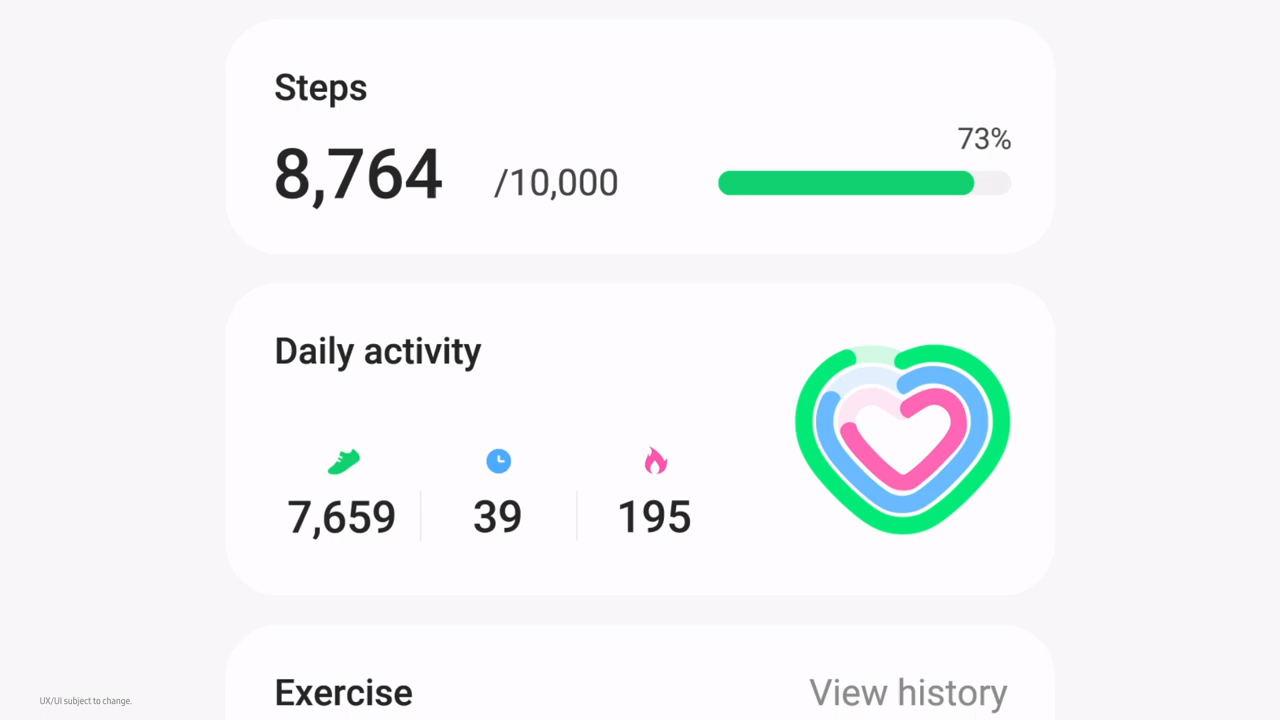 Steps
73%
8,764 /10,000
Daily activity
7,659 39 195
Exercise View history
UX/UI subject to change.